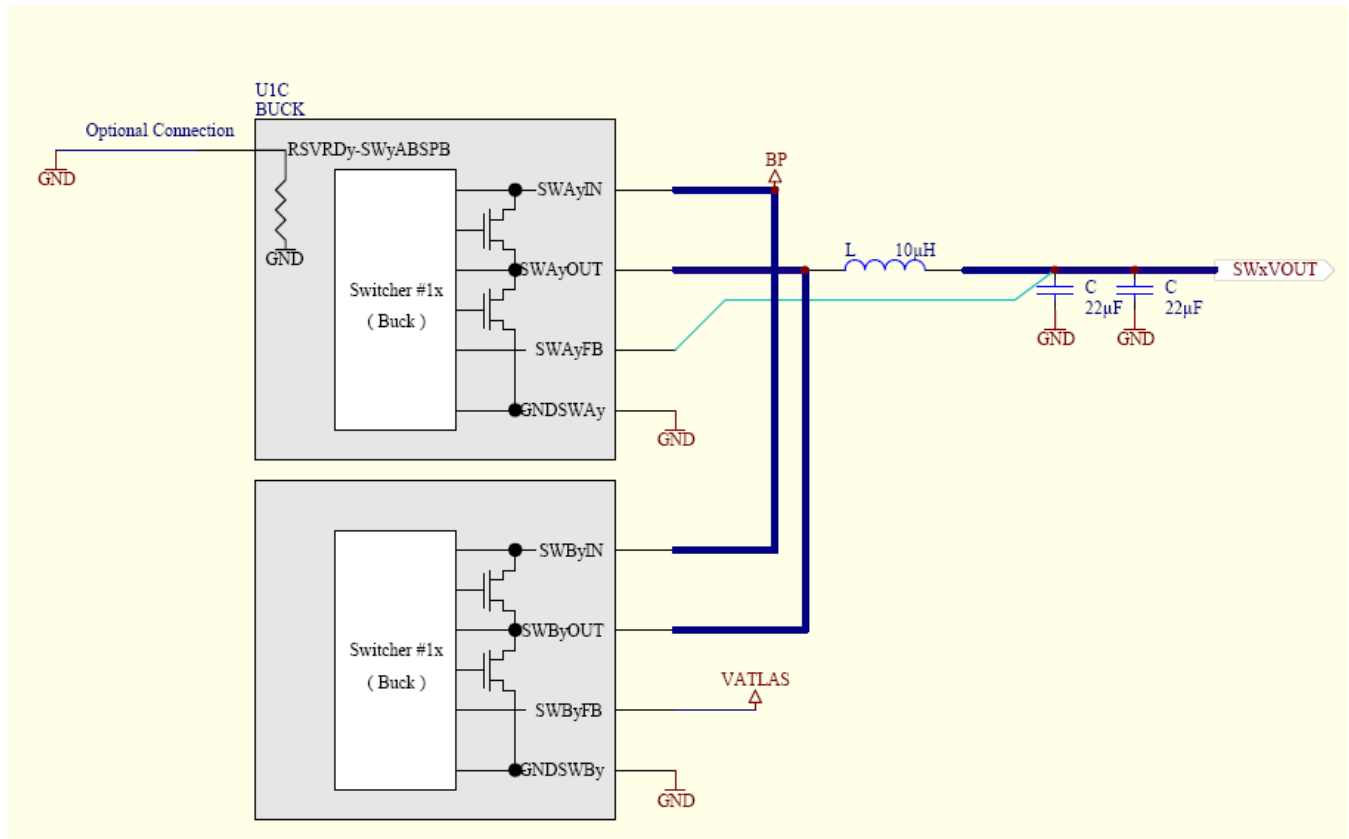 U1C
BUCK
Optional Connection
RSVRDy-SWyABSPB
GND
GND
Switcher #1x
( Buck )
SWAyIN
SWAyOUT
SWAyFB
GNDSWAy
GND
BP
L 10µH
C
22µF
GND
C
22µF
GND
SWxVOUT
Switcher #1x
( Buck )
SWByIN
SWByOUT
SWByFB
GNDSWBy
VATLAS
GND